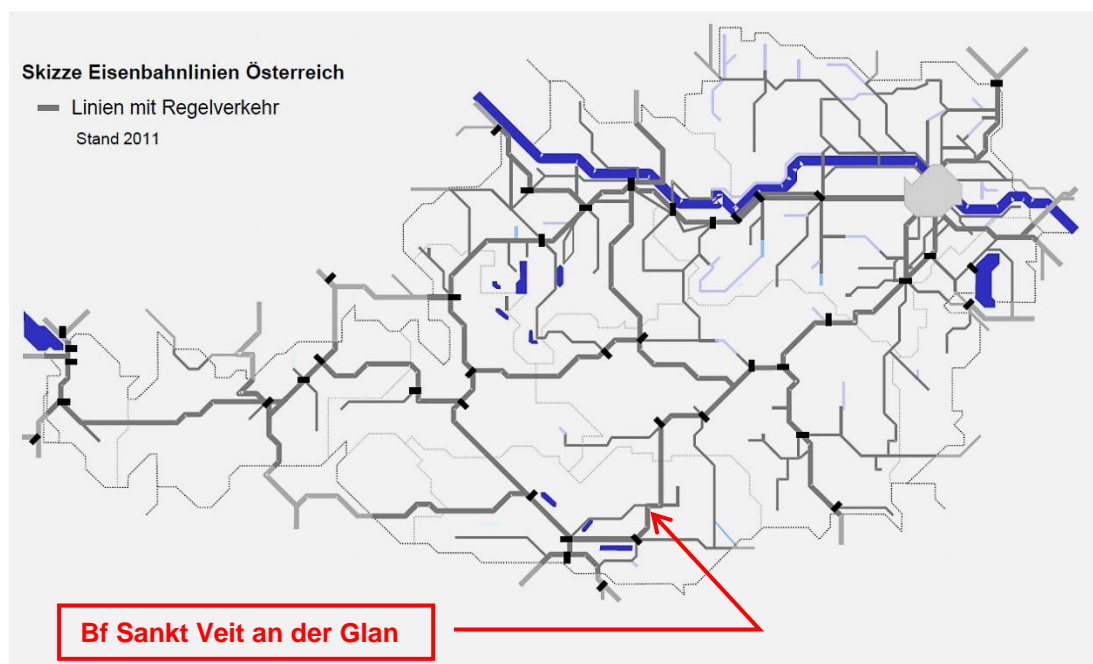 Skizze Eisenbahnlinien Österreich
Linien mit Regelverkehr
Stand 2011
Bf Sankt Veit an der Glan